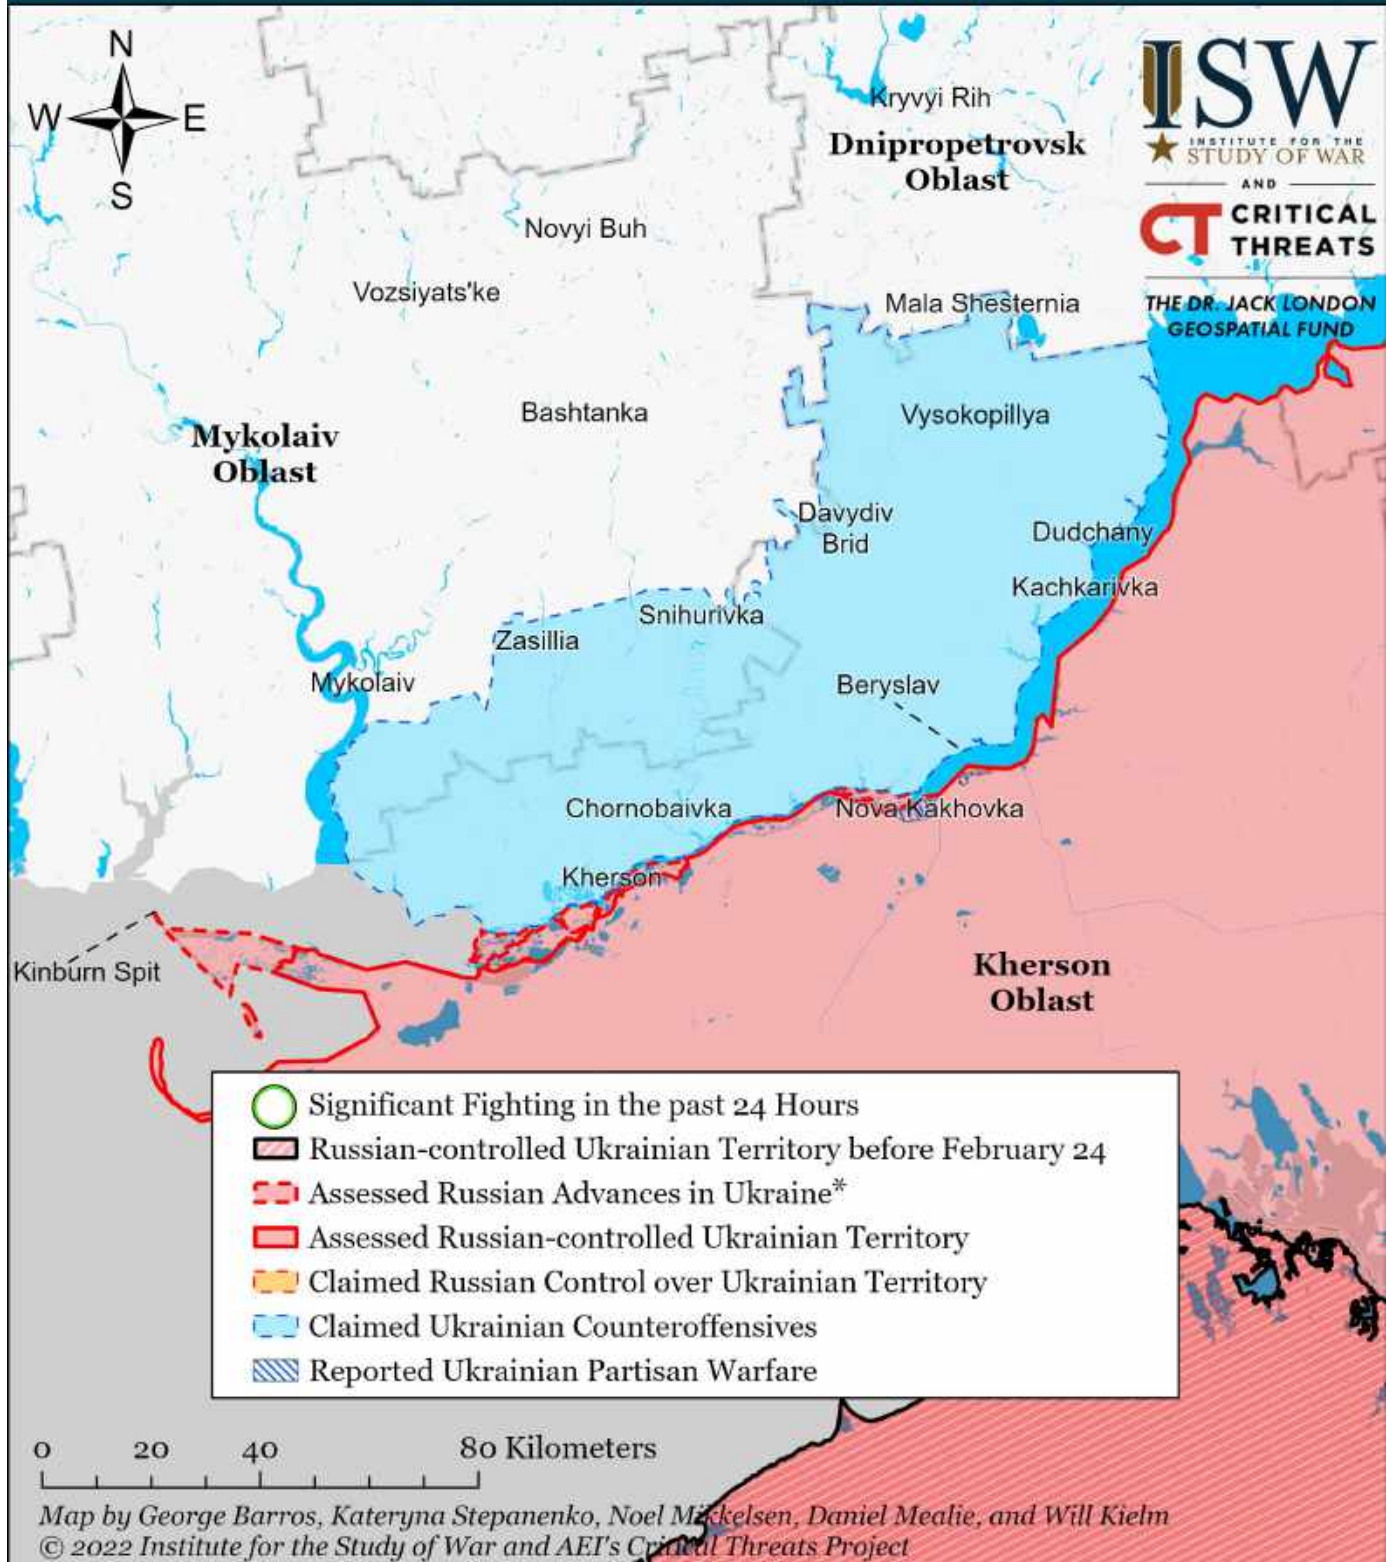 N
W E
S
Kryvyi Rih
Dnipropetrovsk
Oblast
ISW
INSTITUTE FOR THE
STUDY OF WAR
AND
CT CRITICAL
THREATS
THE DR. JACK LONDON
GEOSPATIAL FUND
Novyi Buh
Vozsiyats'ke
Mala Shesternia
Bashtanka
Vysokopillya
Mykolaiv
Oblast
Davydiv
Brid
Dudchany
Kachkarivka
Snihurivka
Zasillia
Mykolaiv
Beryslav
Chornobaivka
Nova Kakhovka
Kherson
Kinburn Spit
Kherson
Oblast
Significant Fighting in the past 24 Hours
Russian-controlled Ukrainian Territory before February 24
Assessed Russian Advances in Ukraine*
Assessed Russian-controlled Ukrainian Territory
Claimed Russian Control over Ukrainian Territory
Claimed Ukrainian Counteroffensives
Reported Ukrainian Partisan Warfare
0 20 40 80 Kilometers
Map by George Barros, Kateryna Stepanenko, Noel Mikkelsen, Daniel Mealie, and Will Kielm
© 2022 Institute for the Study of War and AEI's Critical Threats Project